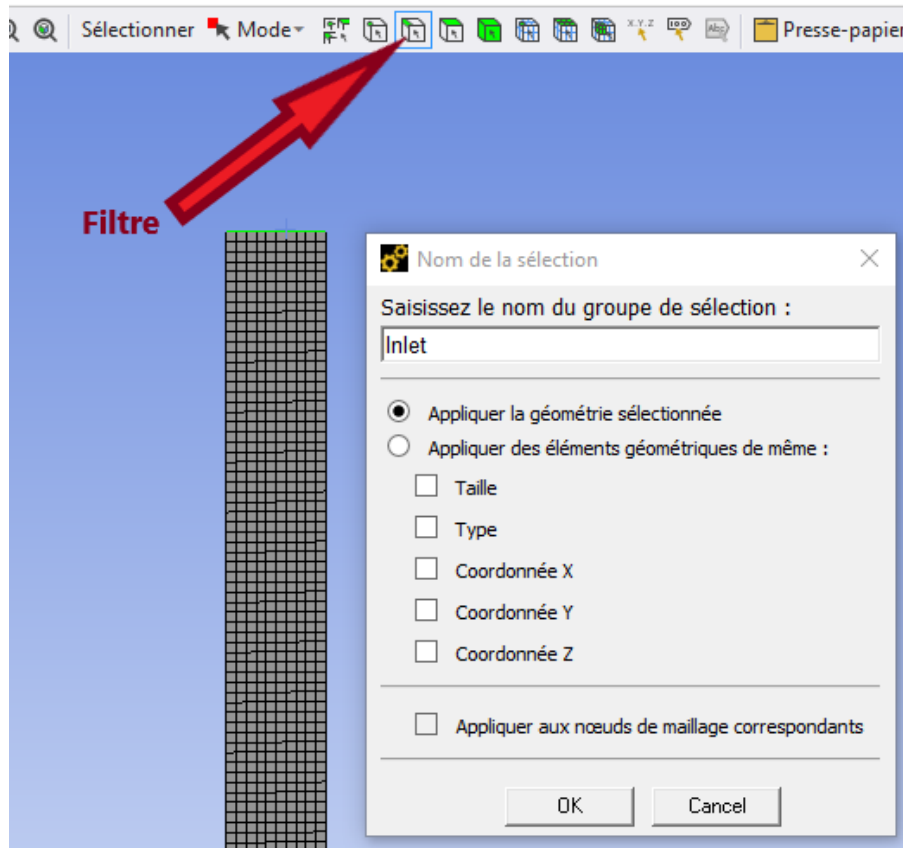 Sélectionner Mode X.Y.Z Abc Presse-papier
Filtre
Nom de la sélection
Saisissez le nom du groupe de sélection :
Inlet
Appliquer la géométrie sélectionnée
Appliquer des éléments géométriques de même :
Taille
Type
Coordonnée X
Coordonnée Y
Coordonnée Z
Appliquer aux nœuds de maillage correspondants
OK Cancel